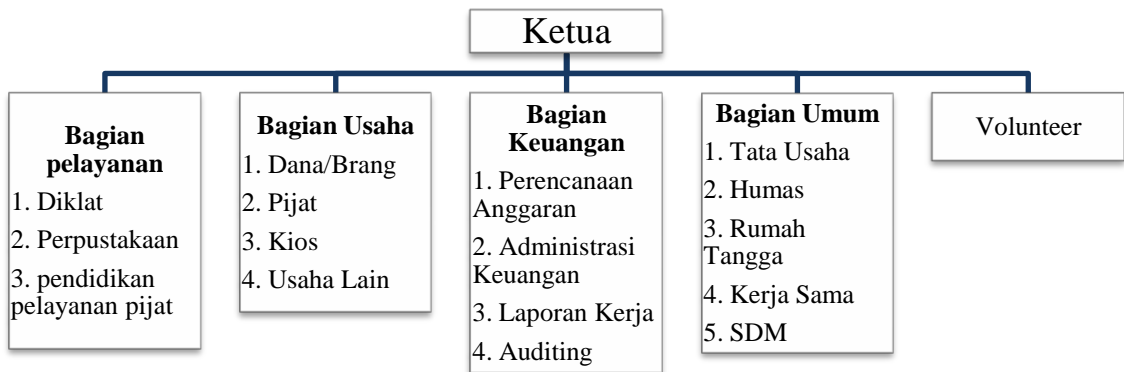 Ketua
Bagian
pelayanan
1. Diklat
2. Perpustakaan
3. pendidikan
pelayanan pijat
Bagian Usaha
1. Dana/Brang
2. Pijat
3. Kios
4. Usaha Lain
Bagian
Keuangan
1. Perencanaan
Anggaran
2. Administrasi
Keuangan
3. Laporan Kerja
4. Auditing
Bagian Umum
1. Tata Usaha
2. Humas
3. Rumah
Tangga
4. Kerja Sama
5. SDM
Volunteer